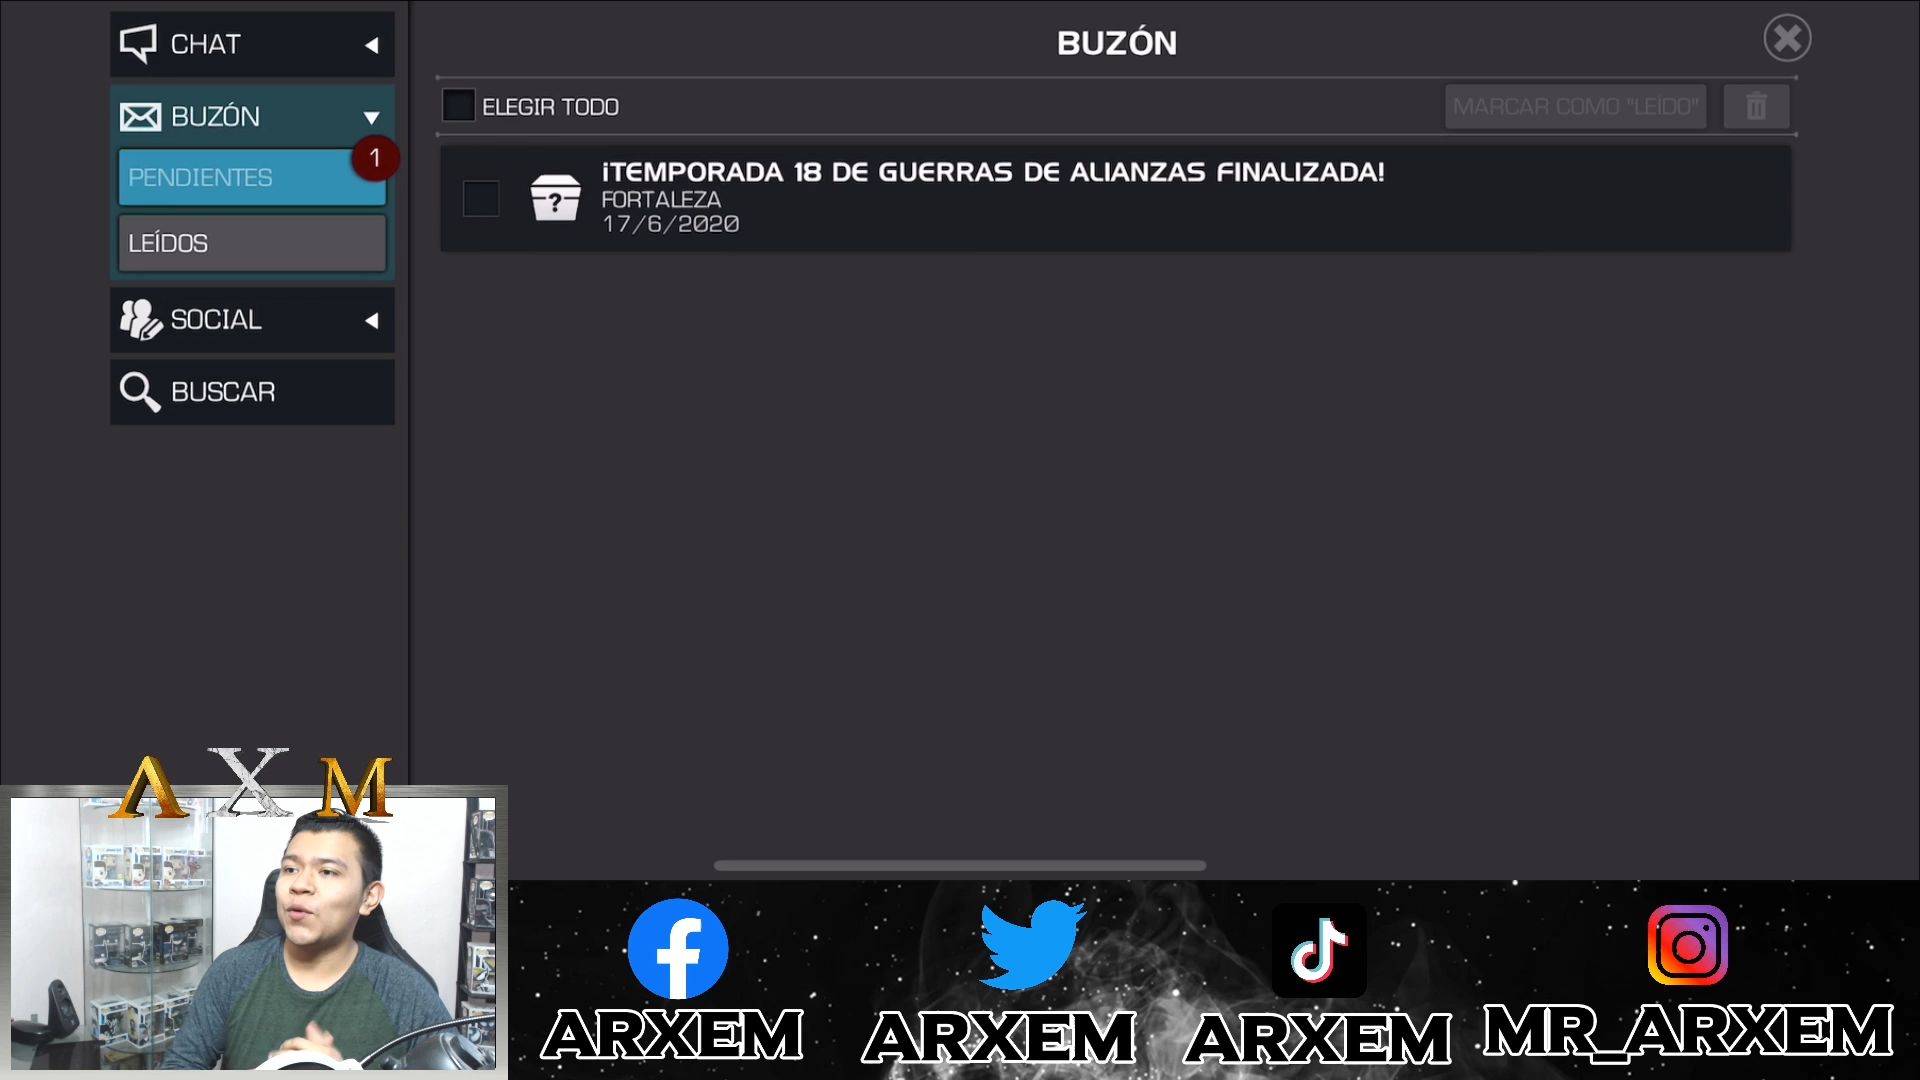 CHAT
BUZÓN
1
PENDIENTES
LEÍDOS
SOCIAL
BUSCAR
BUZÓN
ELEGIR TODO
MARCAR COMO "LEÍDO"
¡TEMPORADA 18 DE GUERRAS DE ALIANZAS FINALIZADA!
FORTALEZA
17/6/2020
ΛXM
ARXEM
ARXEM
ARXEM
MR_ARXEM